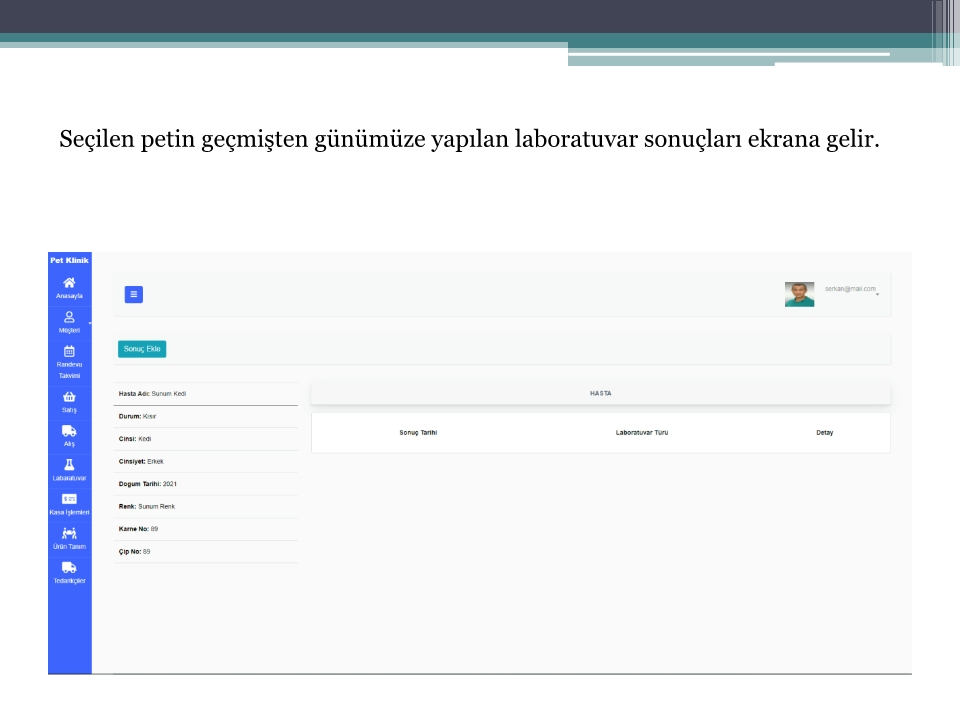 Seçilen petin geçmişten günümüze yapılan laboratuvar sonuçları ekrana gelir.
Pet Klinik
Anasayfa
Müşteri
Randevu
Takvimi
Satış
Alış
Labaratuvar
Kasa İşlemleri
Ürün Tanım
Tedarikçiler
serkan@mail.com
Sonuç Ekle
Hasta Adı: Sunum Kedi
Durum: Kısır
Cinsi: Kedi
Cinsiyet: Erkek
Dogum Tarihi: 2021
Renk: Sunum Renk
Karne No: 89
Çip No: 89
HASTA
Sonuç Tarihi Laboratuvar Türü Detay